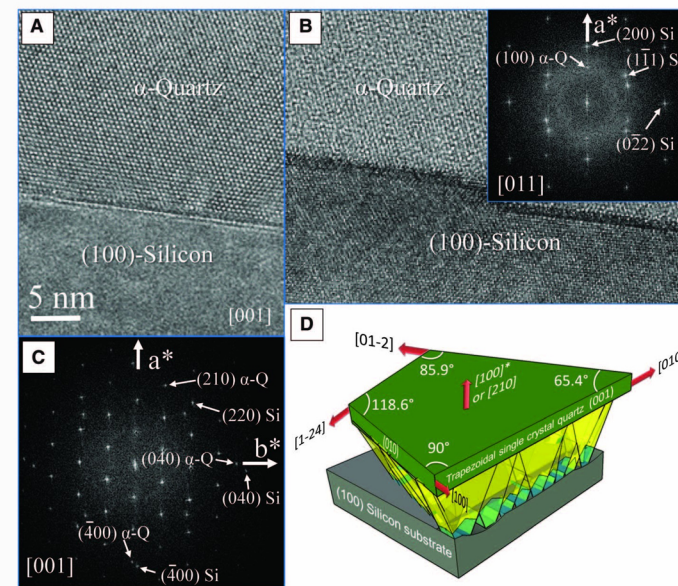 A
α-Quartz
(100)-Silicon
5 nm
[001]
B
α-Quartz
(100)-Silicon
a*
(200) Si
(100) α-Q
(11̅1) Si
(02̅2) Si
[011]
C
a*
(210) α-Q
(220) Si
(040) α-Q
b*
(040) Si
(4̅00) α-Q
(4̅00) Si
[001]
D
[01-2]
85.9°
[100]*
or [210]
65.4°
[010]
118.6°
[1-24]
(010)
90°
Trapezoidal single crystal quartz (001)
[100]
(100) Silicon
substrate